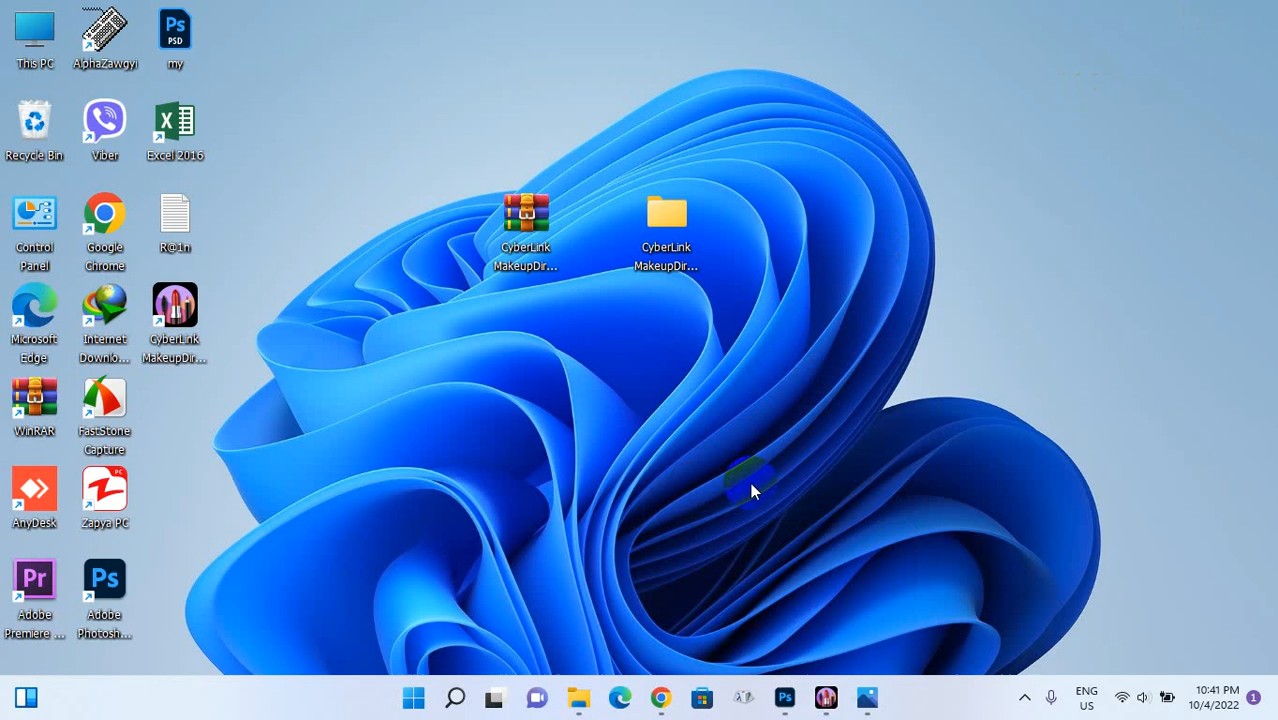 This PC
AlphaZawgyi
Ps
PSD
my
Recycle Bin
Viber
Excel 2016
Control
Panel
Google
Chrome
R@1n
Microsoft
Edge
Internet
Downlo...
CyberLink
MakeupDir...
WinRAR
FastStone
Capture
AnyDesk
PC
Zapya PC
Pr
Adobe
Premiere ...
Ps
Adobe
Photosh...
CyberLink
MakeupDir...
CyberLink
MakeupDir...
Ps
ENG
US
10:41 PM
10/4/2022
1